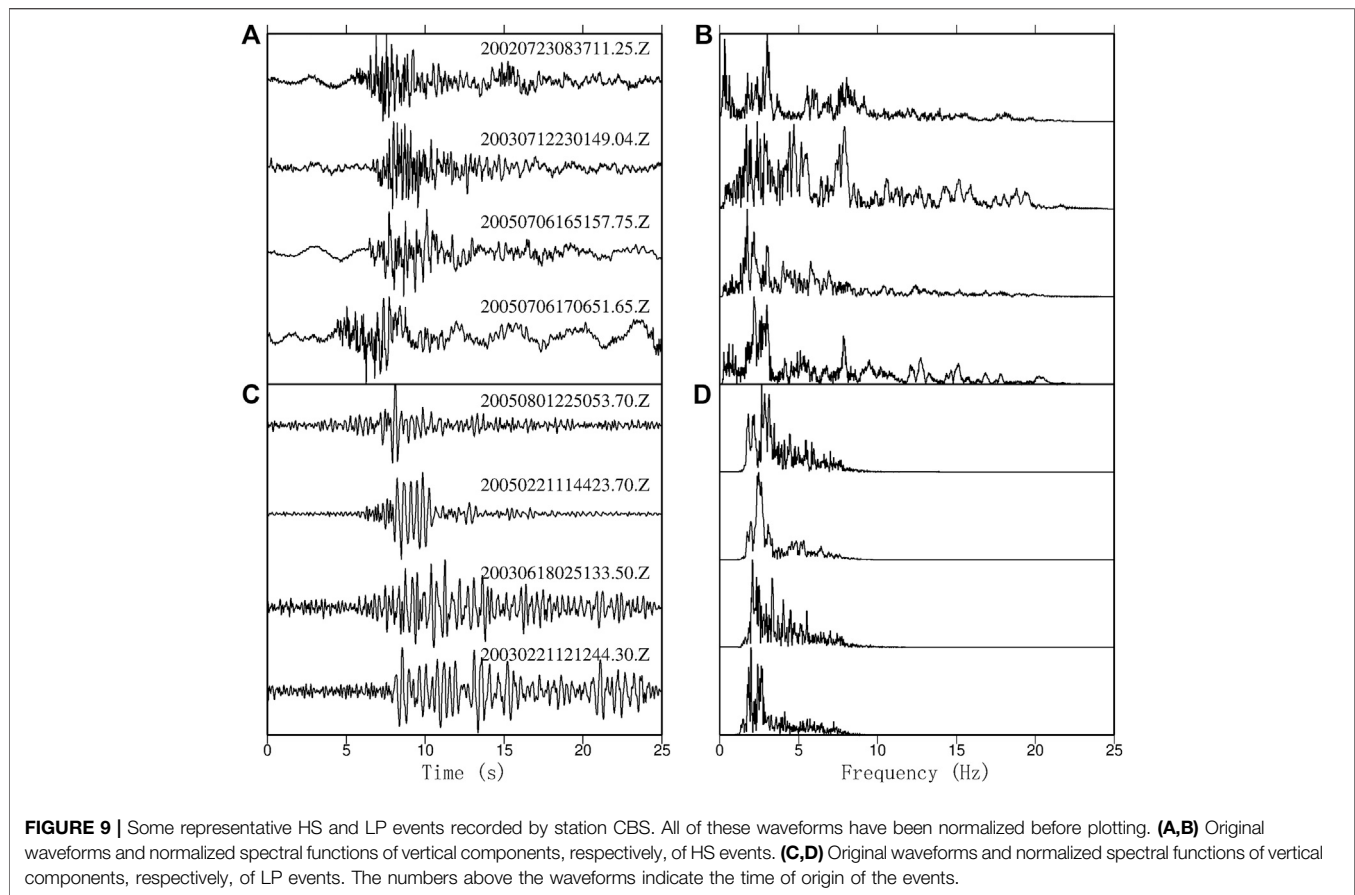 A
20020723083711.25.Z
20030712230149.04.Z
20050706165157.75.Z
20050706170651.65.Z
B
C
20050801225053.70.Z
20050221114423.70.Z
20030618025133.50.Z
20030221121244.30.Z
D
0 5 10 15 20 25
Time (s)
0 5 10 15 20 25
Frequency (Hz)
FIGURE 9 | Some representative HS and LP events recorded by station CBS. All of these waveforms have been normalized before plotting. (A,B) Original
waveforms and normalized spectral functions of vertical components, respectively, of HS events. (C,D) Original waveforms and normalized spectral functions of vertical
components, respectively, of LP events. The numbers above the waveforms indicate the time of origin of the events.